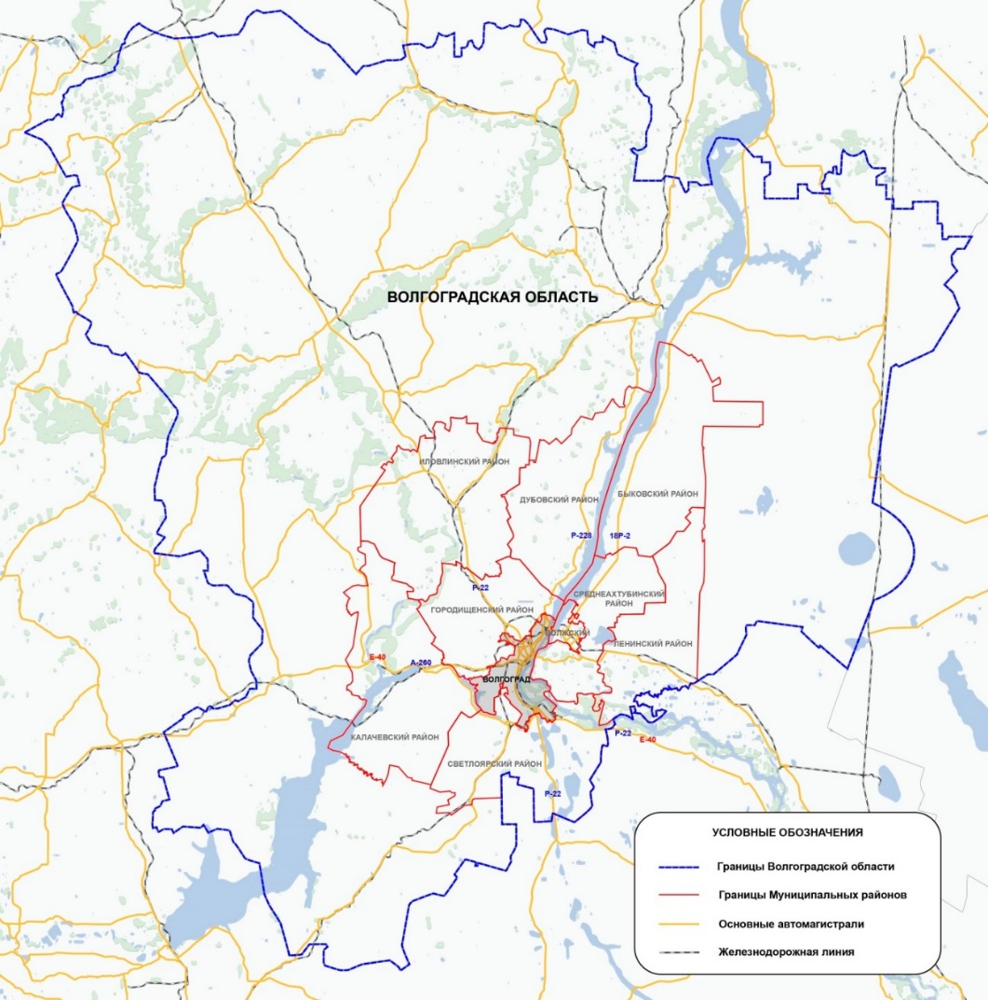 ВОЛГОГРАДСКАЯ ОБЛАСТЬ
ИЛОВЛИНСКИЙ РАЙОН
ДУБОВСКИЙ РАЙОН
БЫКОВСКИЙ РАЙОН
Р-228
18Р-2
Р-22
ГОРОДИЩЕНСКИЙ РАЙОН
СРЕДНЕАХТУБИНСКИЙ
РАЙОН
ВОЛЖСКИЙ
ЛЕНИНСКИЙ РАЙОН
Е-40
А-260
ВОЛГОГРАД
КАЛАЧЕВСКИЙ РАЙОН
Р-22
Е-40
СВЕТЛОЯРСКИЙ РАЙОН
Р-22
УСЛОВНЫЕ ОБОЗНАЧЕНИЯ
Границы Волгоградской области
Границы Муниципальных районов
Основные автомагистрали
Железнодорожная линия